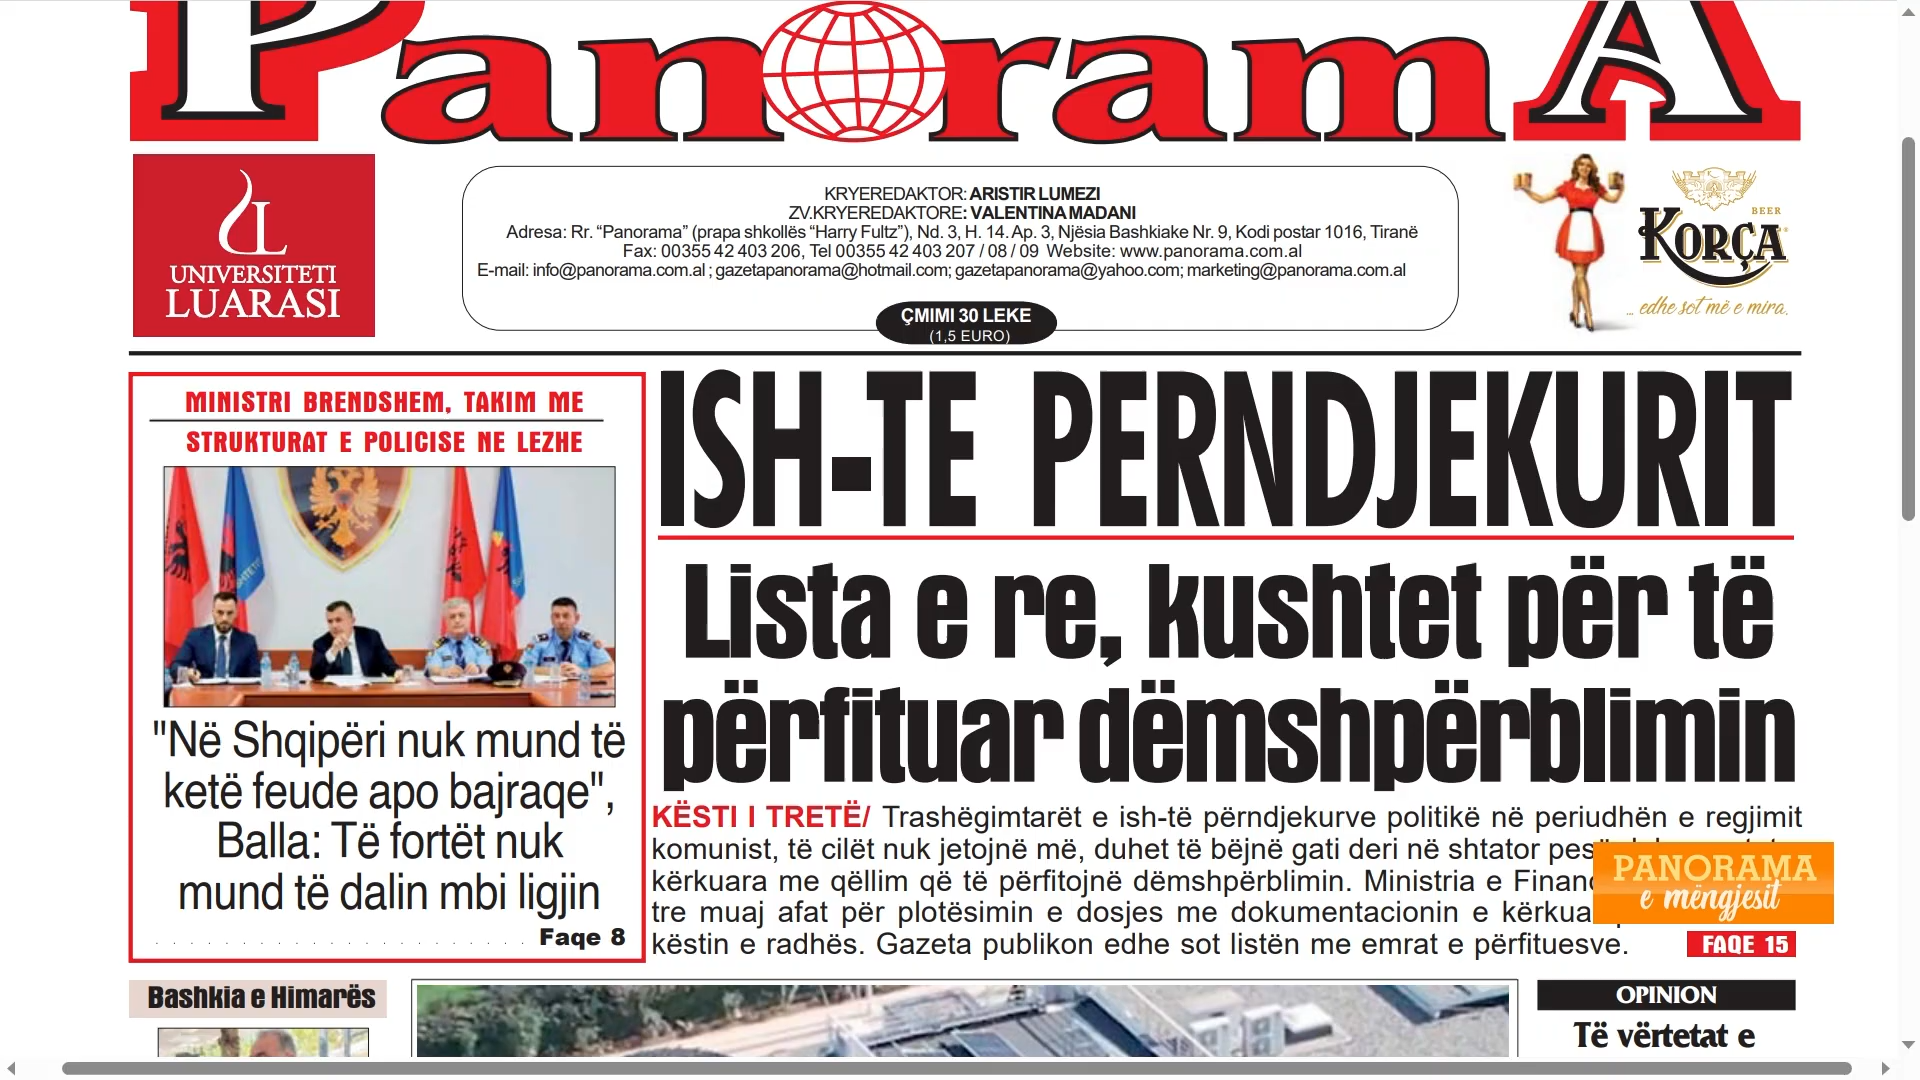 PanoramA
UNIVERSITETI
LUARASI
KRYEREDAKTOR: ARISTIR LUMEZI
ZV.KRYEREDAKTORE: VALENTINA MADANI
Adresa: Rr. “Panorama” (prapa shkollës “Harry Fultz”), Nd. 3, H. 14. Ap. 3, Njësia Bashkiake Nr. 9, Kodi postar 1016, Tiranë
Fax: 00355 42 403 206, Tel 00355 42 403 207 / 08 / 09 Website: www.panorama.com.al
E-mail: info@panorama.com.al ; gazetapanorama@hotmail.com; gazetapanorama@yahoo.com; marketing@panorama.com.al
ÇMIMI 30 LEKE
(1,5 EURO)
BEER
KORÇA
... edhe sot më e mira.
MINISTRI BRENDSHEM, TAKIM ME
STRUKTURAT E POLICISE NE LEZHE
"Në Shqipëri nuk mund të
ketë feude apo bajraqe",
Balla: Të fortët nuk
mund të dalin mbi ligjin
Faqe 8
ISH-TE PERNDJEKURIT
Lista e re, kushtet për të
përfituar dëmshpërblimin
KËSTI I TRETË/ Trashëgimtarët e ish-të përndjekurve politikë në periudhën e regjimit
komunist, të cilët nuk jetojnë më, duhet të bëjnë gati deri në shtator
kërkuara me qëllim që të përfitojnë dëmshpërblimin. Ministria e
tre muaj afat për plotësimin e dosjes me dokumentacionin e
këstin e radhës. Gazeta publikon edhe sot listën me emrat e përfituesve.
FAQE 15
PANORAMA
e mëngjesit
Bashkia e Himarës
OPINION
Të vërtetat e